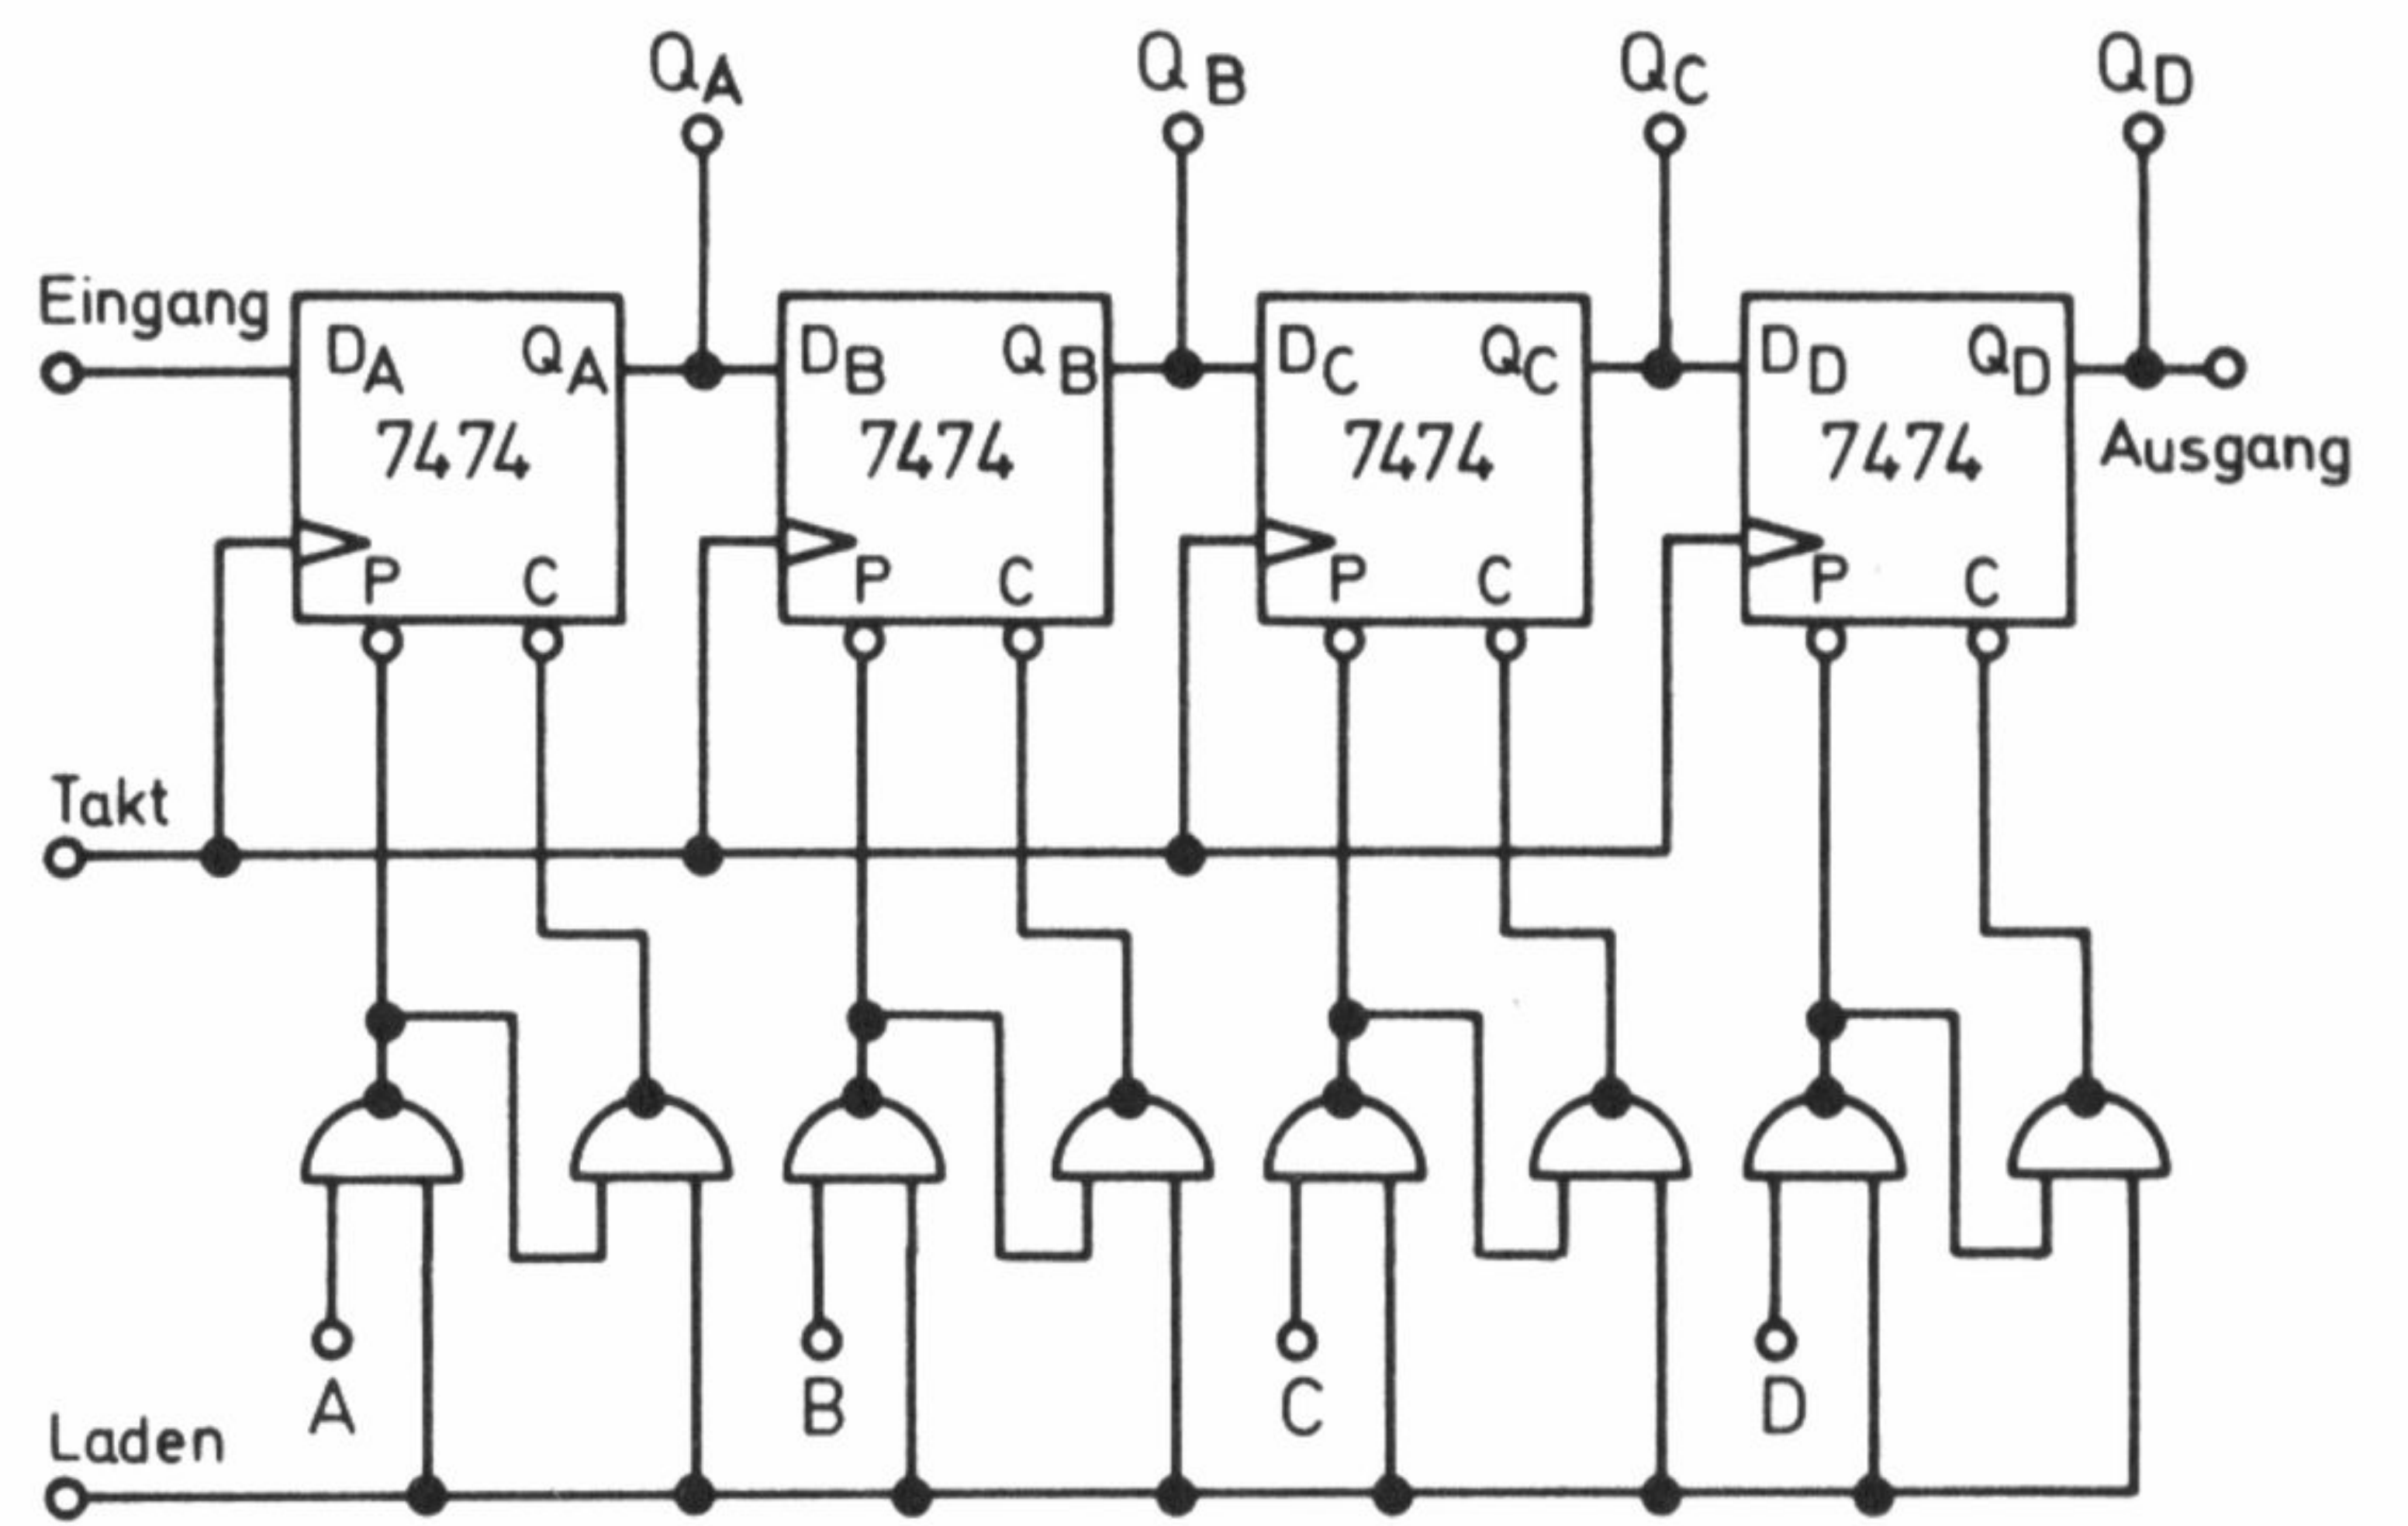 QA QB QC QD
Eingang
DA QA DB QB DC QC DD QD
7474 7474 7474 7474
Ausgang
P C P C P C P C
Takt
A B C D
Laden